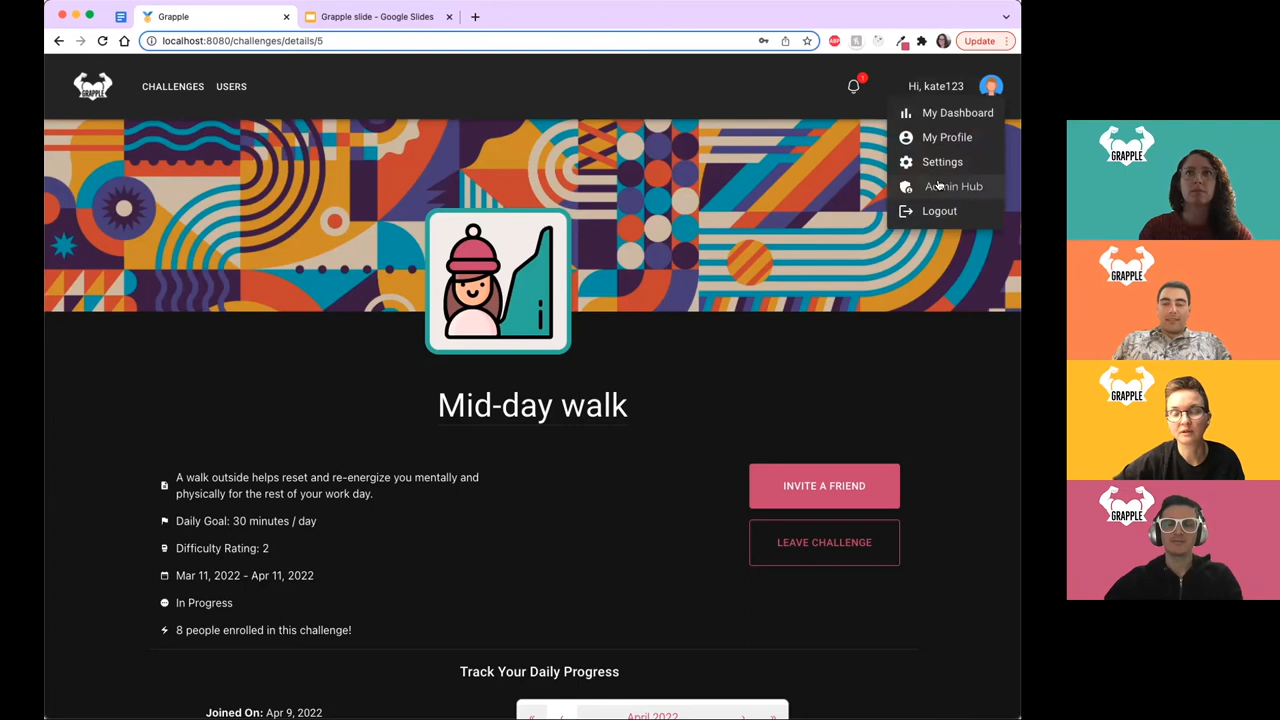 Grapple
Grapple slide - Google Slides
localhost:8080/challenges/details/5
ABP
Update
GRAPPLE
CHALLENGES
USERS
1
Hi, kate123
My Dashboard
My Profile
Settings
Admin Hub
Logout
Mid-day walk
A walk outside helps reset and re-energize you mentally and
physically for the rest of your work day.
Daily Goal: 30 minutes / day
Difficulty Rating: 2
Mar 11, 2022 - Apr 11, 2022
In Progress
8 people enrolled in this challenge!
INVITE A FRIEND
LEAVE CHALLENGE
Track Your Daily Progress
Joined On: Apr 9, 2022
« ‹ April 2022 › »
GRAPPLE
GRAPPLE
GRAPPLE
GRAPPLE